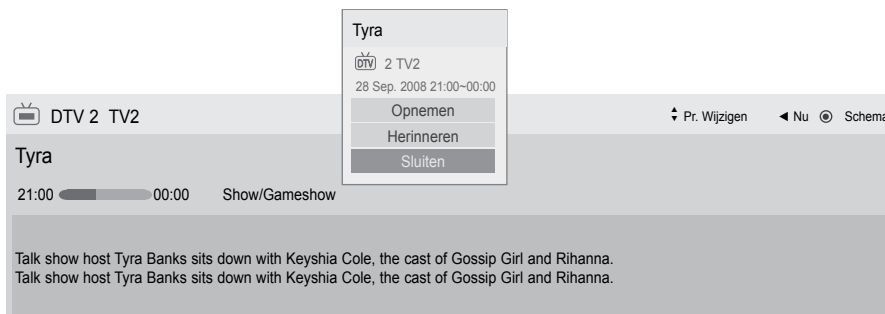 Tyra
DTV 2 TV2
28 Sep. 2008 21:00~00:00
Opnemen
Herinneren
Sluiten
DTV 2 TV2
Pr. Wijzigen
Nu
Schema
Tyra
21:00 00:00 Show/Gameshow
Talk show host Tyra Banks sits down with Keyshia Cole, the cast of Gossip Girl and Rihanna.
Talk show host Tyra Banks sits down with Keyshia Cole, the cast of Gossip Girl and Rihanna.